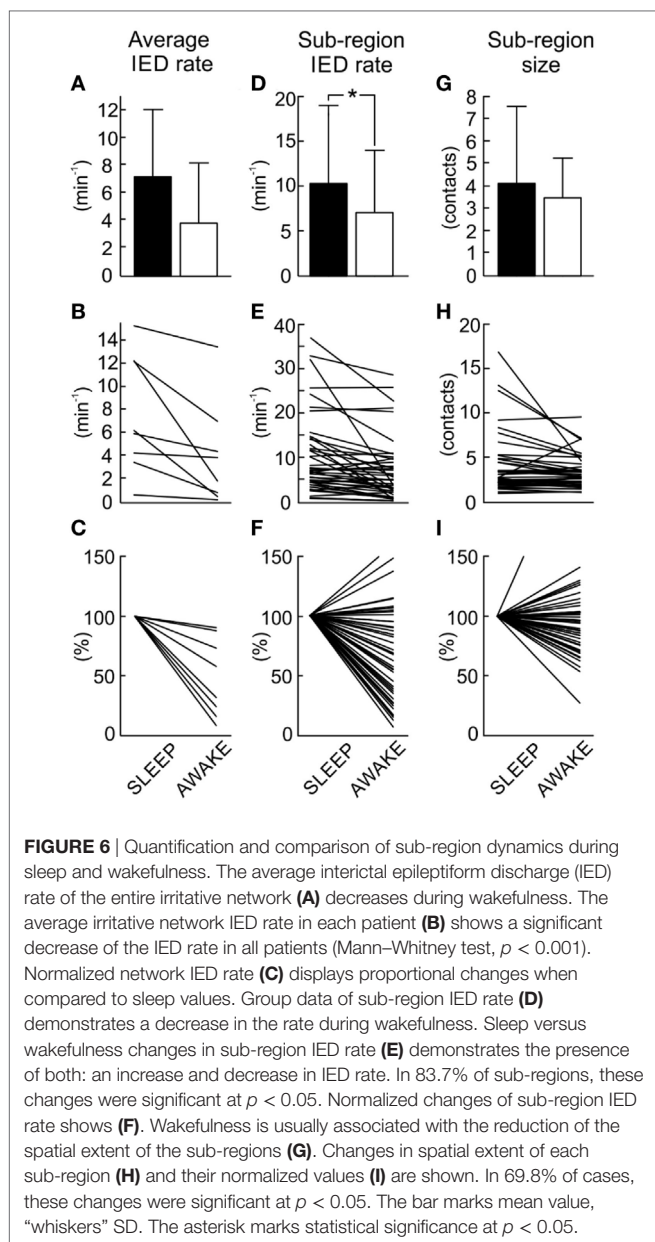 Average
IED rate
Sub-region
IED rate
Sub-region
size
A
(min-1)
12
10
8
6
4
2
0
D
(min-1)
20
15
10
5
0
*
G
(contacts)
8
7
6
5
4
3
2
1
0
B
(min-1)
14
12
10
8
6
4
2
0
E
(min-1)
40
30
20
10
0
H
(contacts)
20
15
10
5
0
C
(%)
150
100
50
0
SLEEP
AWAKE
F
(%)
150
100
50
0
SLEEP
AWAKE
I
(%)
150
100
50
0
SLEEP
AWAKE
FIGURE 6 | Quantification and comparison of sub-region dynamics during
sleep and wakefulness. The average interictal epileptiform discharge (IED)
rate of the entire irritative network (A) decreases during wakefulness. The
average irritative network IED rate in each patient (B) shows a significant
decrease of the IED rate in all patients (Mann–Whitney test, p < 0.001).
Normalized network IED rate (C) displays proportional changes when
compared to sleep values. Group data of sub-region IED rate (D)
demonstrates a decrease in the rate during wakefulness. Sleep versus
wakefulness changes in sub-region IED rate (E) demonstrates the presence
of both: an increase and decrease in IED rate. In 83.7% of sub-regions, these
changes were significant at p < 0.05. Normalized changes of sub-region IED
rate shows (F). Wakefulness is usually associated with the reduction of the
spatial extent of the sub-regions (G). Changes in spatial extent of each
sub-region (H) and their normalized values (I) are shown. In 69.8% of cases,
these changes were significant at p < 0.05. The bar marks mean value,
“whiskers” SD. The asterisk marks statistical significance at p < 0.05.